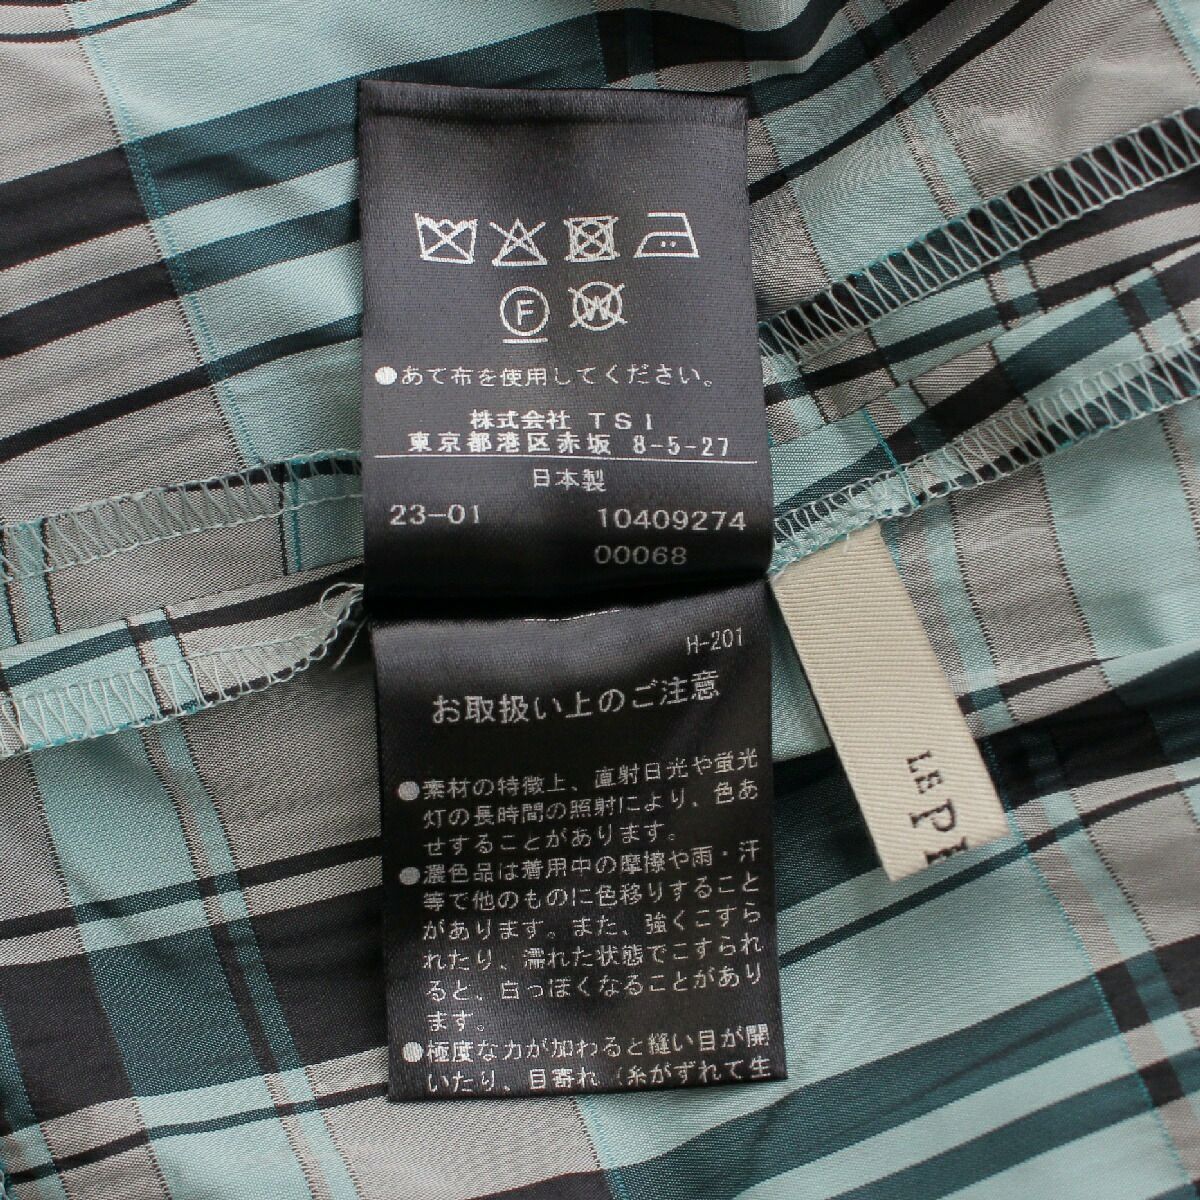 F W
●あて布を使用してください。
株式会社 TSI
東京都港区赤坂 8-5-27
日本製
23-01 10409274
00068
H-201
お取扱い上のご注意
●素材の特徴上、直射日光や蛍光
灯の長時間の照射により、色あ
せすることがあります。
●濃色品は着用中の摩擦や雨・汗
等で他のものに色移りすること
があります。また、強くこすら
れたり、濡れた状態でこすられ
ると、白っぽくなることがあり
ます。
●極度な力が加わると縫い目が開
いたり、目寄れ（糸がずれて生
LE P